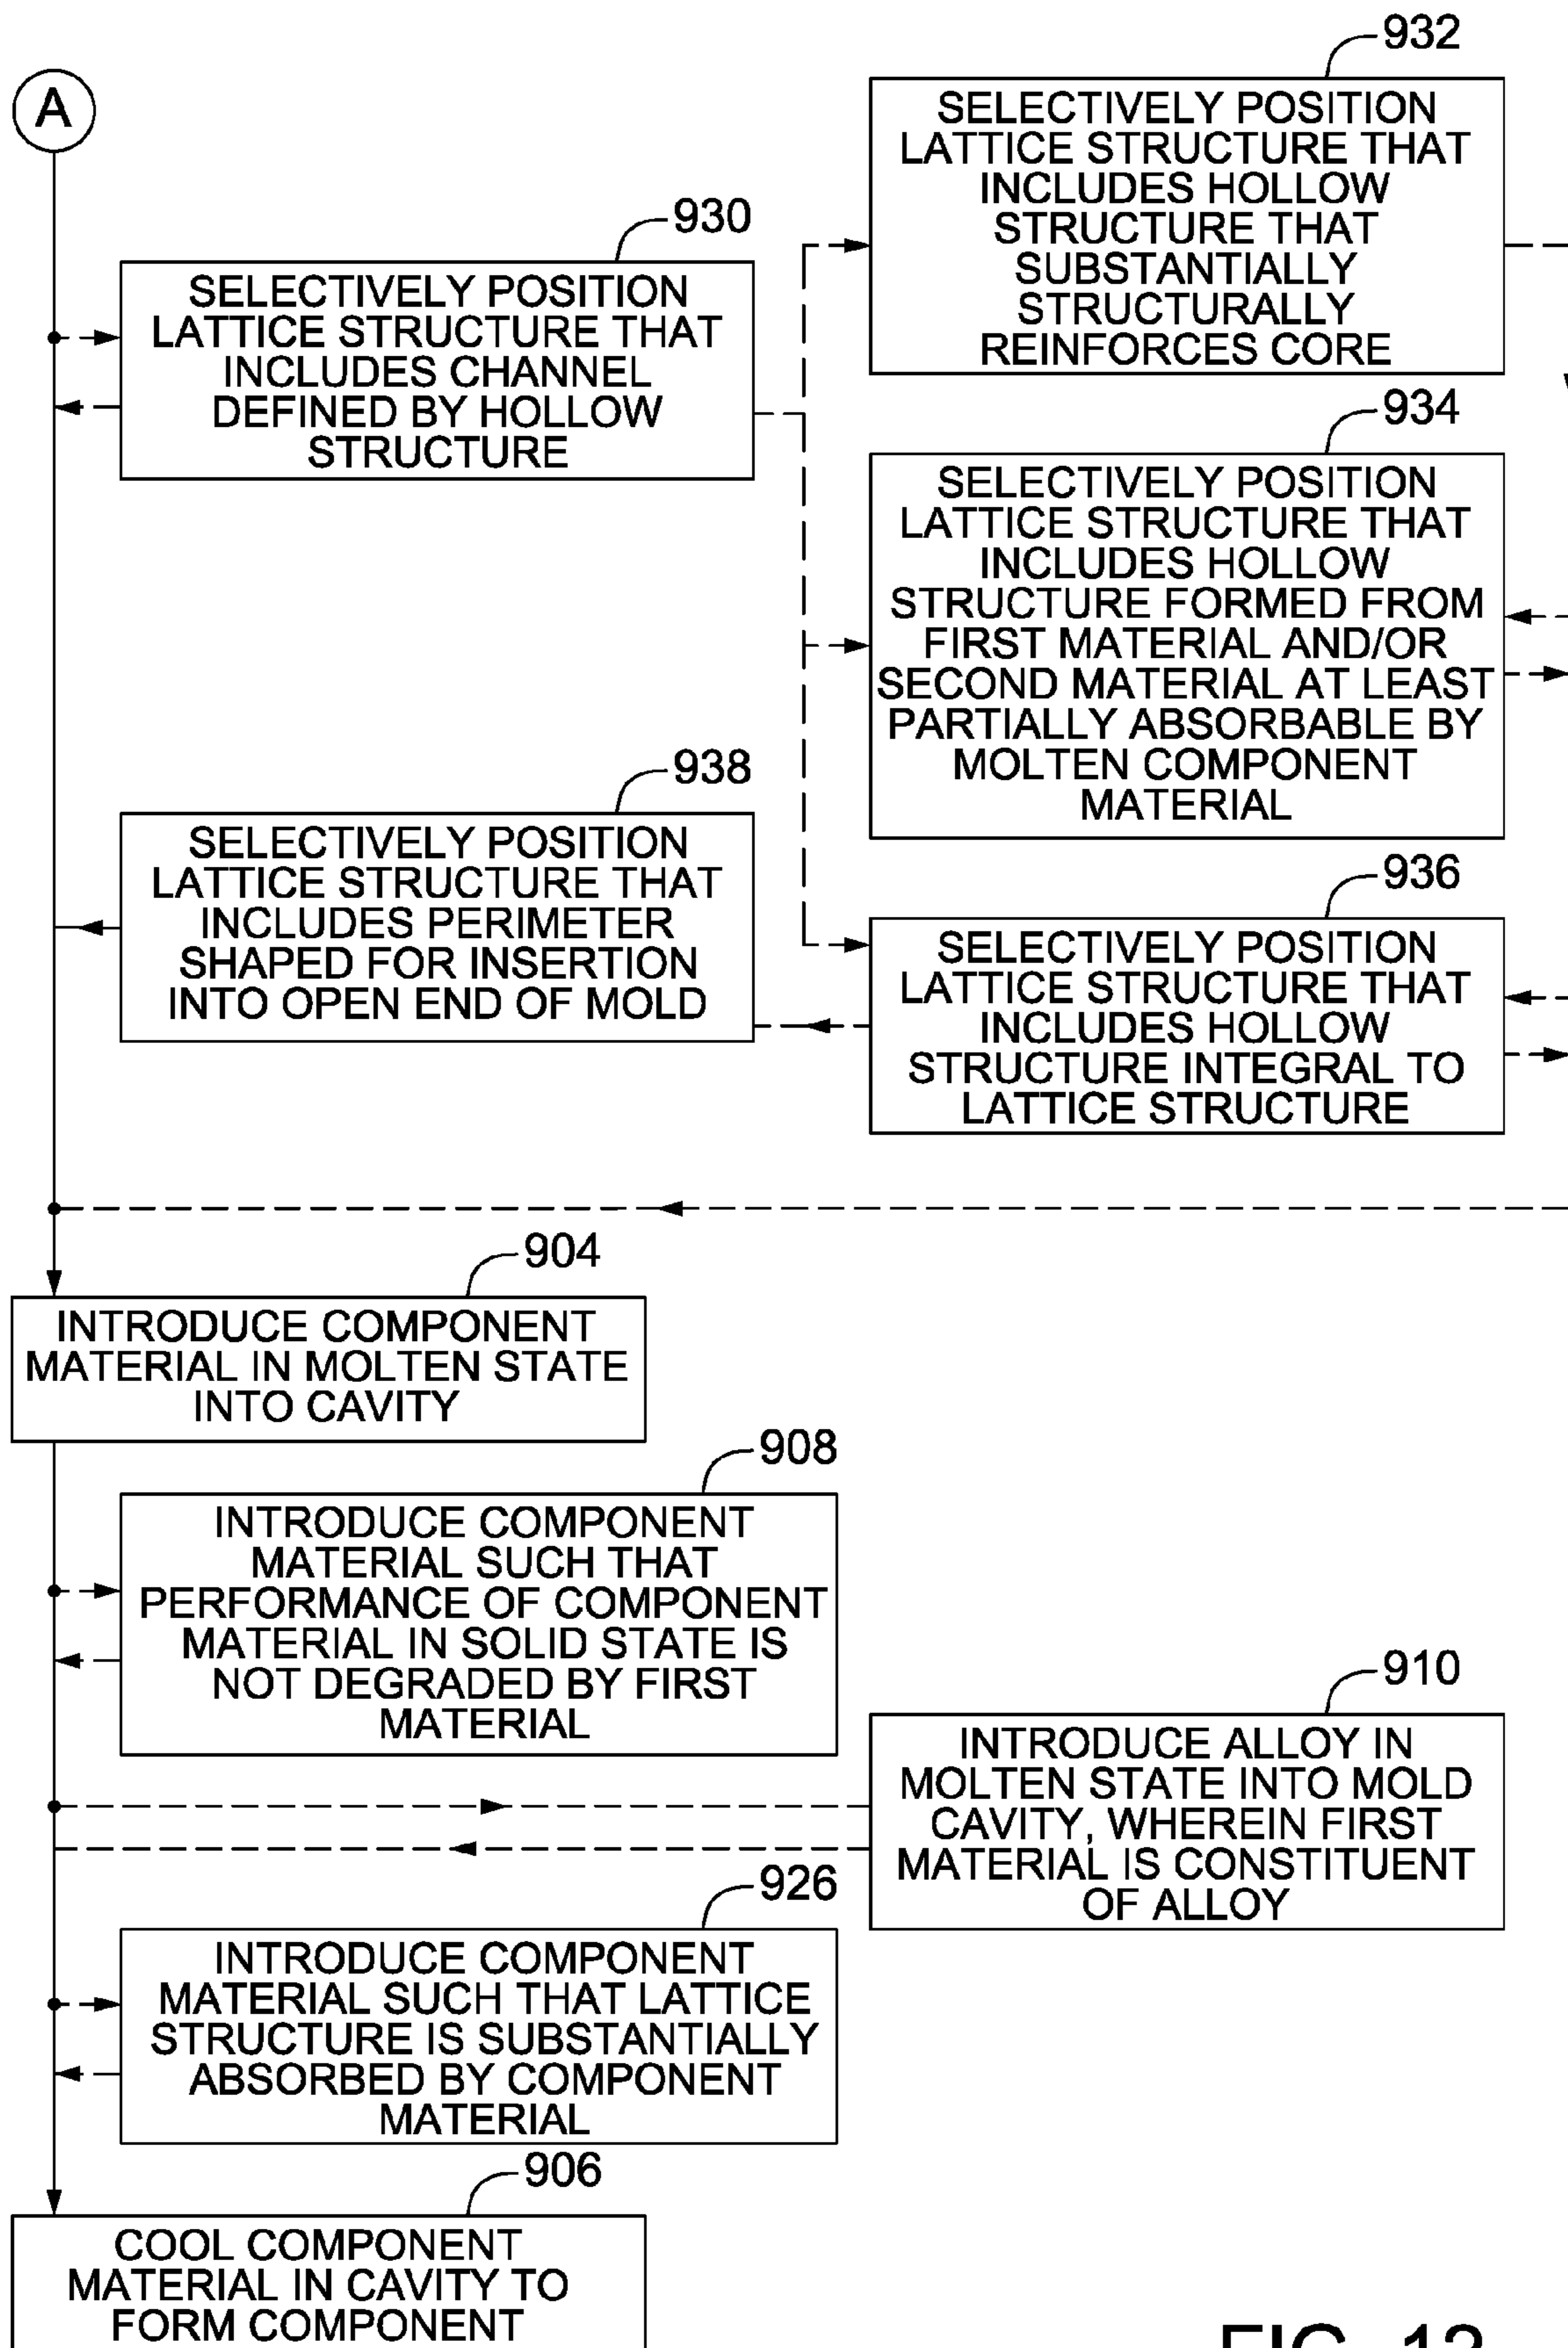 A
932
SELECTIVELY POSITION
LATTICE STRUCTURE THAT
INCLUDES HOLLOW
STRUCTURE THAT
SUBSTANTIALLY
STRUCTURALLY
REINFORCES CORE
930
SELECTIVELY POSITION
LATTICE STRUCTURE THAT
INCLUDES CHANNEL
DEFINED BY HOLLOW
STRUCTURE
934
SELECTIVELY POSITION
LATTICE STRUCTURE THAT
INCLUDES HOLLOW
STRUCTURE FORMED FROM
FIRST MATERIAL AND/OR
SECOND MATERIAL AT LEAST
PARTIALLY ABSORBABLE BY
MOLTEN COMPONENT
MATERIAL
938
SELECTIVELY POSITION
LATTICE STRUCTURE THAT
INCLUDES PERIMETER
SHAPED FOR INSERTION
INTO OPEN END OF MOLD
936
SELECTIVELY POSITION
LATTICE STRUCTURE THAT
INCLUDES HOLLOW
STRUCTURE INTEGRAL TO
LATTICE STRUCTURE
904
INTRODUCE COMPONENT
MATERIAL IN MOLTEN STATE
INTO CAVITY
908
INTRODUCE COMPONENT
MATERIAL SUCH THAT
PERFORMANCE OF COMPONENT
MATERIAL IN SOLID STATE IS
NOT DEGRADED BY FIRST
MATERIAL
910
INTRODUCE ALLOY IN
MOLTEN STATE INTO MOLD
CAVITY, WHEREIN FIRST
MATERIAL IS CONSTITUENT
OF ALLOY
926
INTRODUCE COMPONENT
MATERIAL SUCH THAT LATTICE
STRUCTURE IS SUBSTANTIALLY
ABSORBED BY COMPONENT
MATERIAL
906
COOL COMPONENT
MATERIAL IN CAVITY TO
FORM COMPONENT
FIG. 12